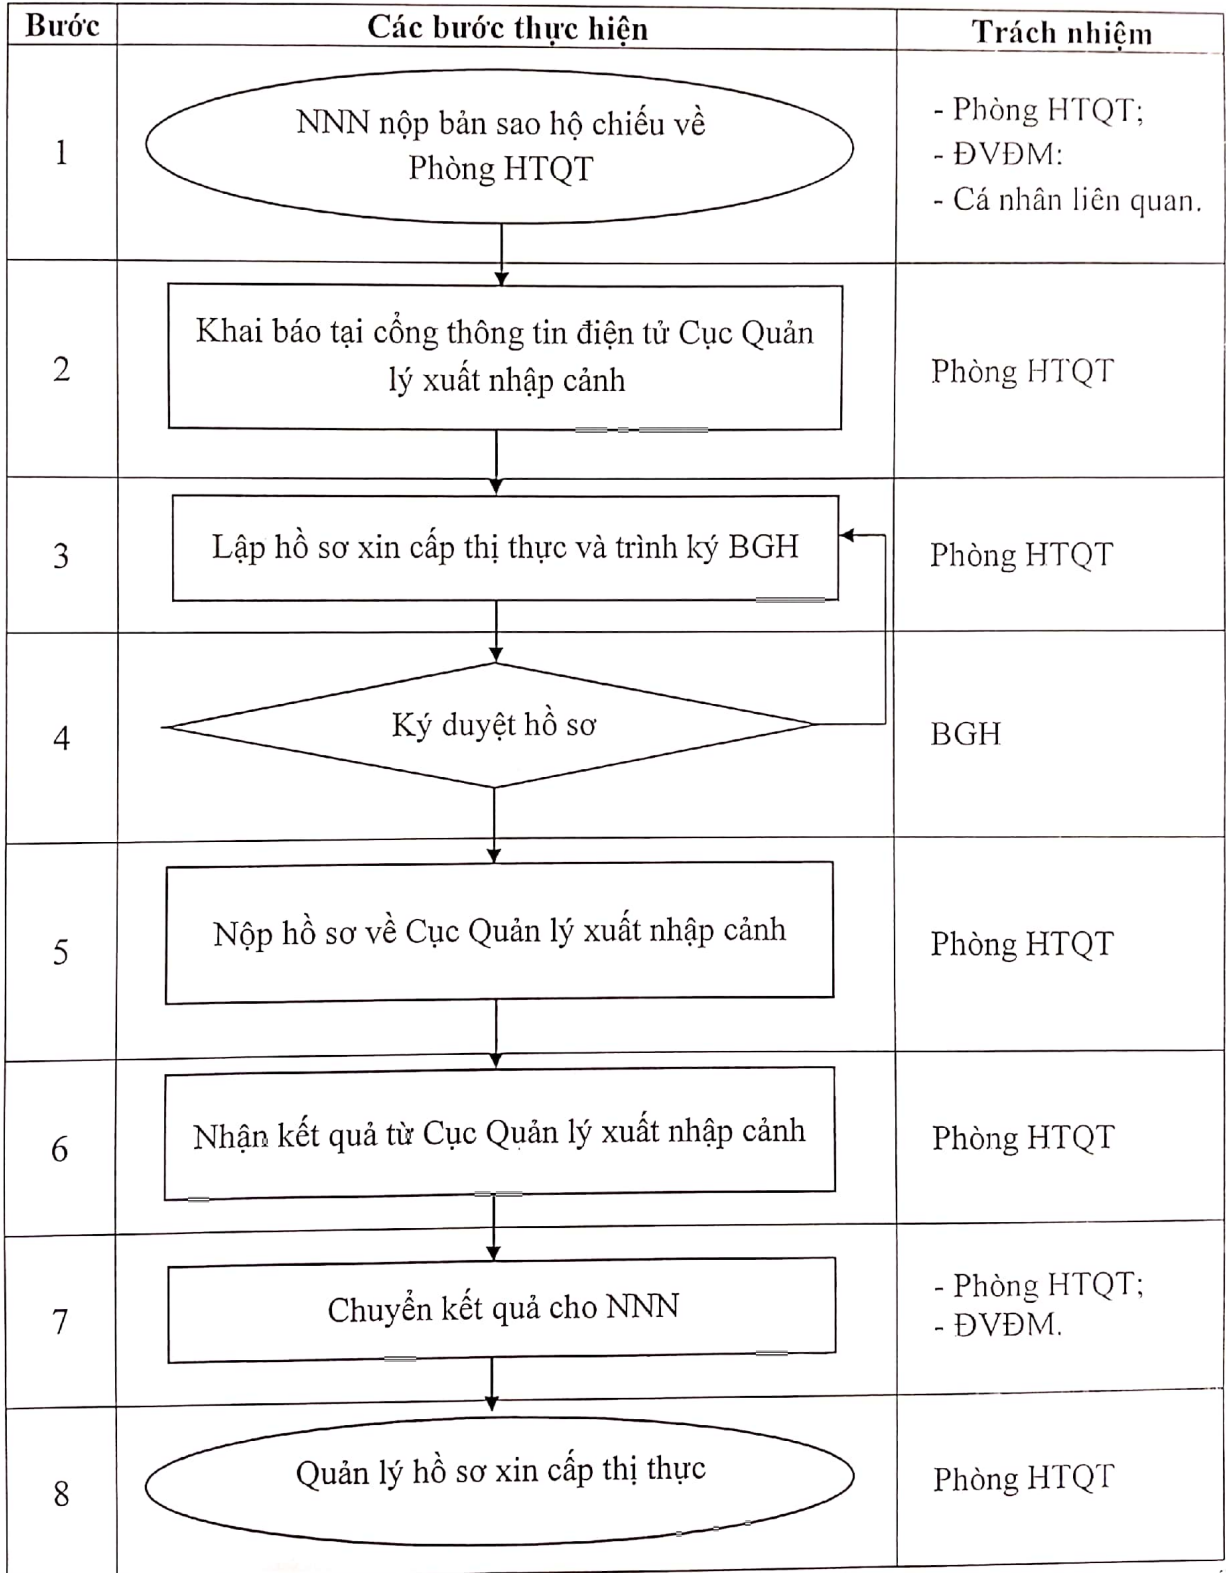 Bước
Các bước thực hiện
Trách nhiệm
1
NNN nộp bản sao hộ chiếu về
Phòng HTQT
- Phòng HTQT;
- ĐVĐM:
- Cá nhân liên quan.
2
Khai báo tại cổng thông tin điện tử Cục Quản
lý xuất nhập cảnh
Phòng HTQT
3
Lập hồ sơ xin cấp thị thực và trình ký BGH
Phòng HTQT
4
Ký duyệt hồ sơ
BGH
5
Nộp hồ sơ về Cục Quản lý xuất nhập cảnh
Phòng HTQT
6
Nhận kết quả từ Cục Quản lý xuất nhập cảnh
Phòng HTQT
7
Chuyển kết quả cho NNN
- Phòng HTQT;
- ĐVĐM.
8
Quản lý hồ sơ xin cấp thị thực
Phòng HTQT